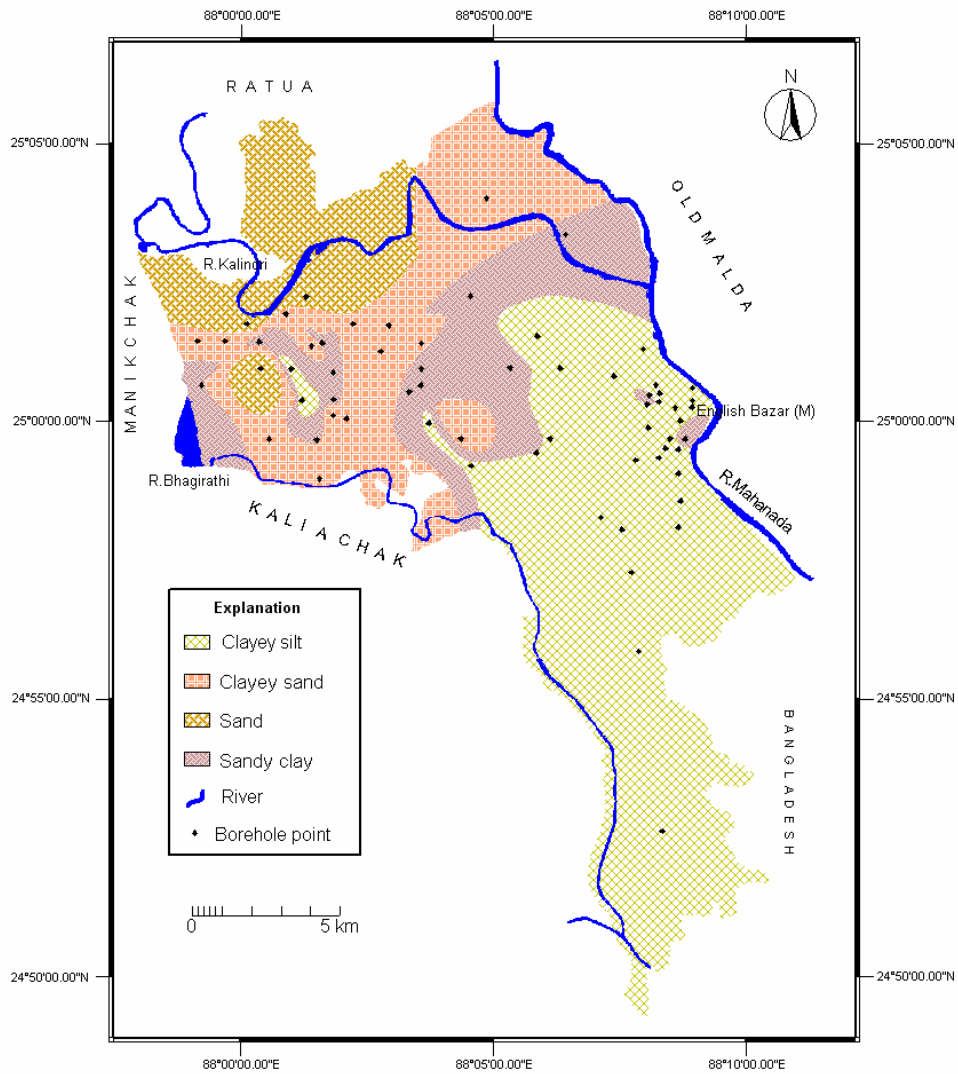 88°00'00.00"E 88°05'00.00"E 88°10'00.00"E
RATUA
N
25°05'00.00"N 25°05'00.00"N
OLDMALDA
R.Kalindri
MANIKCHAK
English Bazar (M)
25°00'00.00"N 25°00'00.00"N
R.Bhagirathi
R.Mahanada
KALIACHAK
Explanation
Clayey silt
Clayey sand
Sand
Sandy clay
River
Borehole point
24°55'00.00"N 24°55'00.00"N
BANGLADESH
0 5 km
24°50'00.00"N 24°50'00.00"N
88°00'00.00"E 88°05'00.00"E 88°10'00.00"E